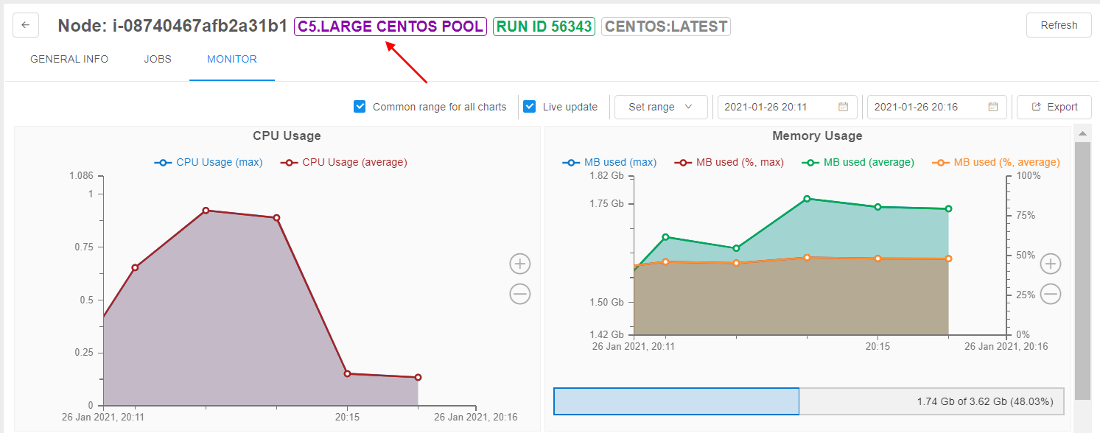 Node: i-08740467afb2a31b1 C5.LARGE CENTOS POOL RUN ID 56343 CENTOS:LATEST Refresh
GENERAL INFO JOBS MONITOR
Common range for all charts Live update Set range 2021-01-26 20:11 2021-01-26 20:16 Export
CPU Usage
CPU Usage (max) CPU Usage (average)
1.086
1
0.75
0.5
0.25
0
26 Jan 2021, 20:11 20:15 26 Jan 2021, 20:16
Memory Usage
MB used (max) MB used (%, max) MB used (average) MB used (%, average)
1.82 Gb 100%
1.75 Gb
75%
50%
1.50 Gb 25%
1.42 Gb 0%
26 Jan 2021, 20:11 20:15 26 Jan 2021, 20:16
1.74 Gb of 3.62 Gb (48.03%)